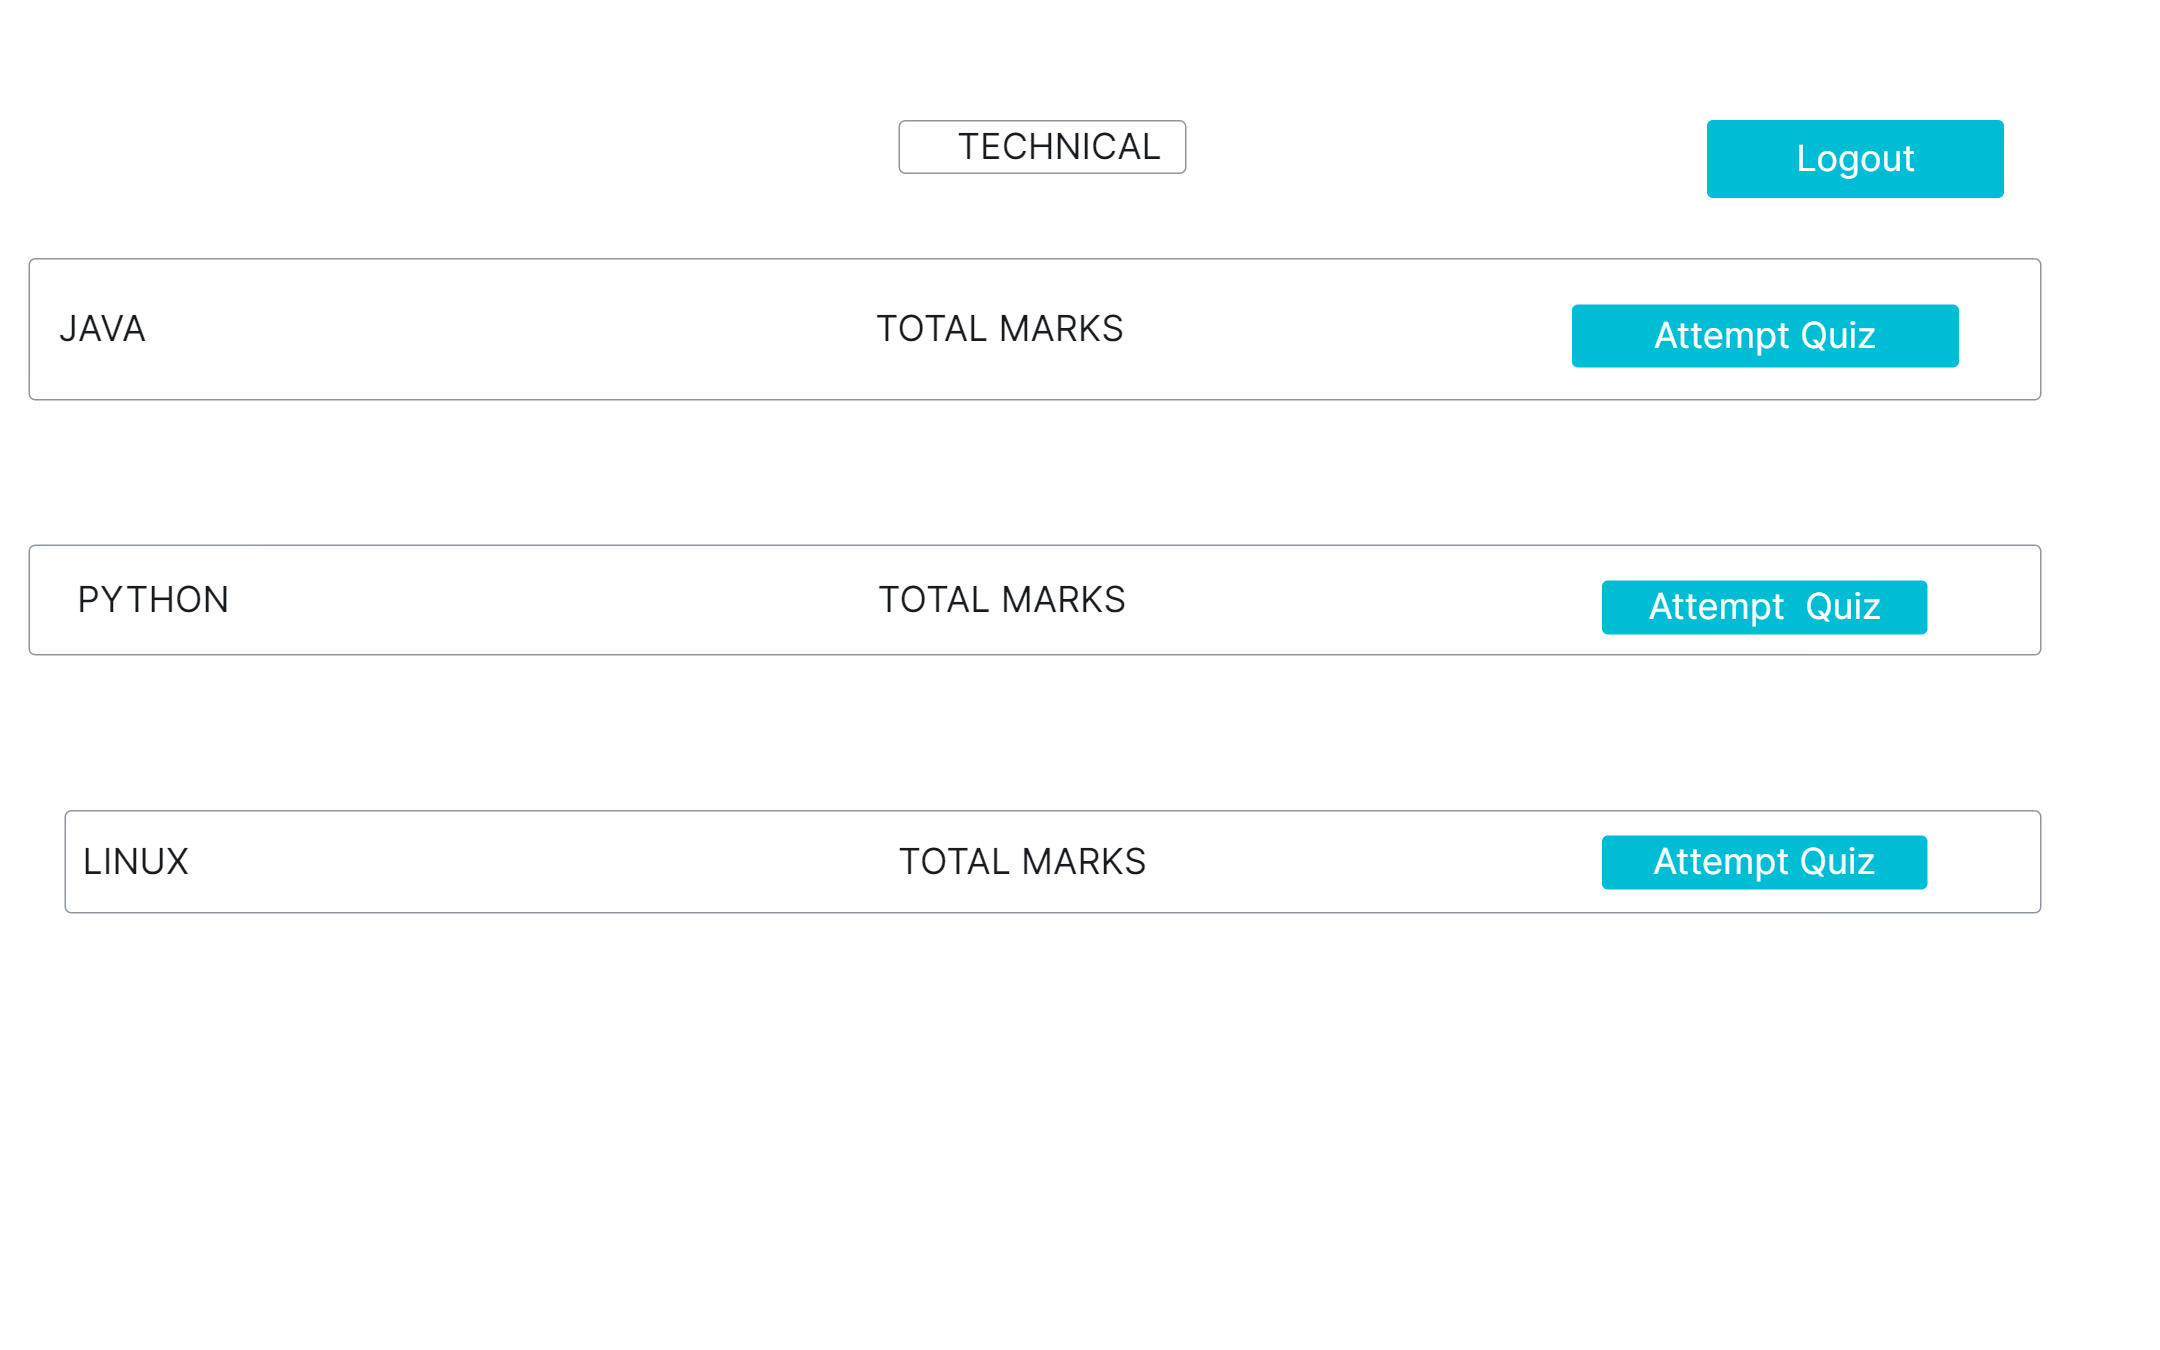 TECHNICAL
Logout
JAVA
TOTAL MARKS
Attempt Quiz
PYTHON
TOTAL MARKS
Attempt  Quiz
LINUX
TOTAL MARKS
Attempt Quiz